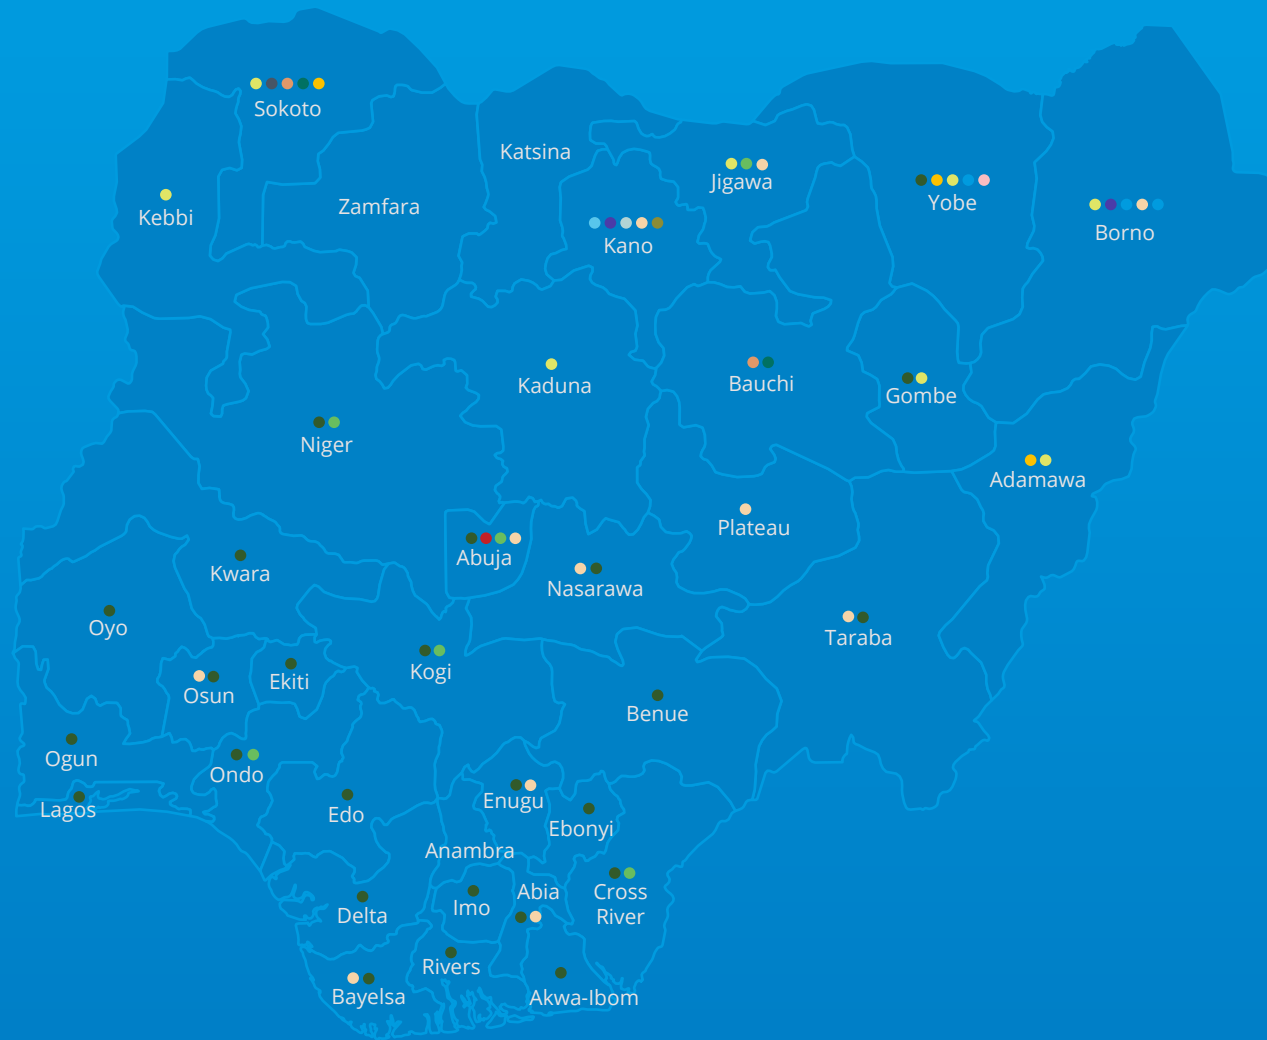 Sokoto
Katsina
Jigawa
Zamfara
Yobe
Kebbi
Borno
Kano
Kaduna
Bauchi
Gombe
Niger
Adamawa
Plateau
Abuja
Kwara
Nasarawa
Oyo
Taraba
Kogi
Ekiti
Osun
Benue
Ogun
Ondo
Enugu
Lagos
Edo
Ebonyi
Anambra
Abia
Cross
River
Imo
Delta
Rivers
Bayelsa
Akwa-Ibom